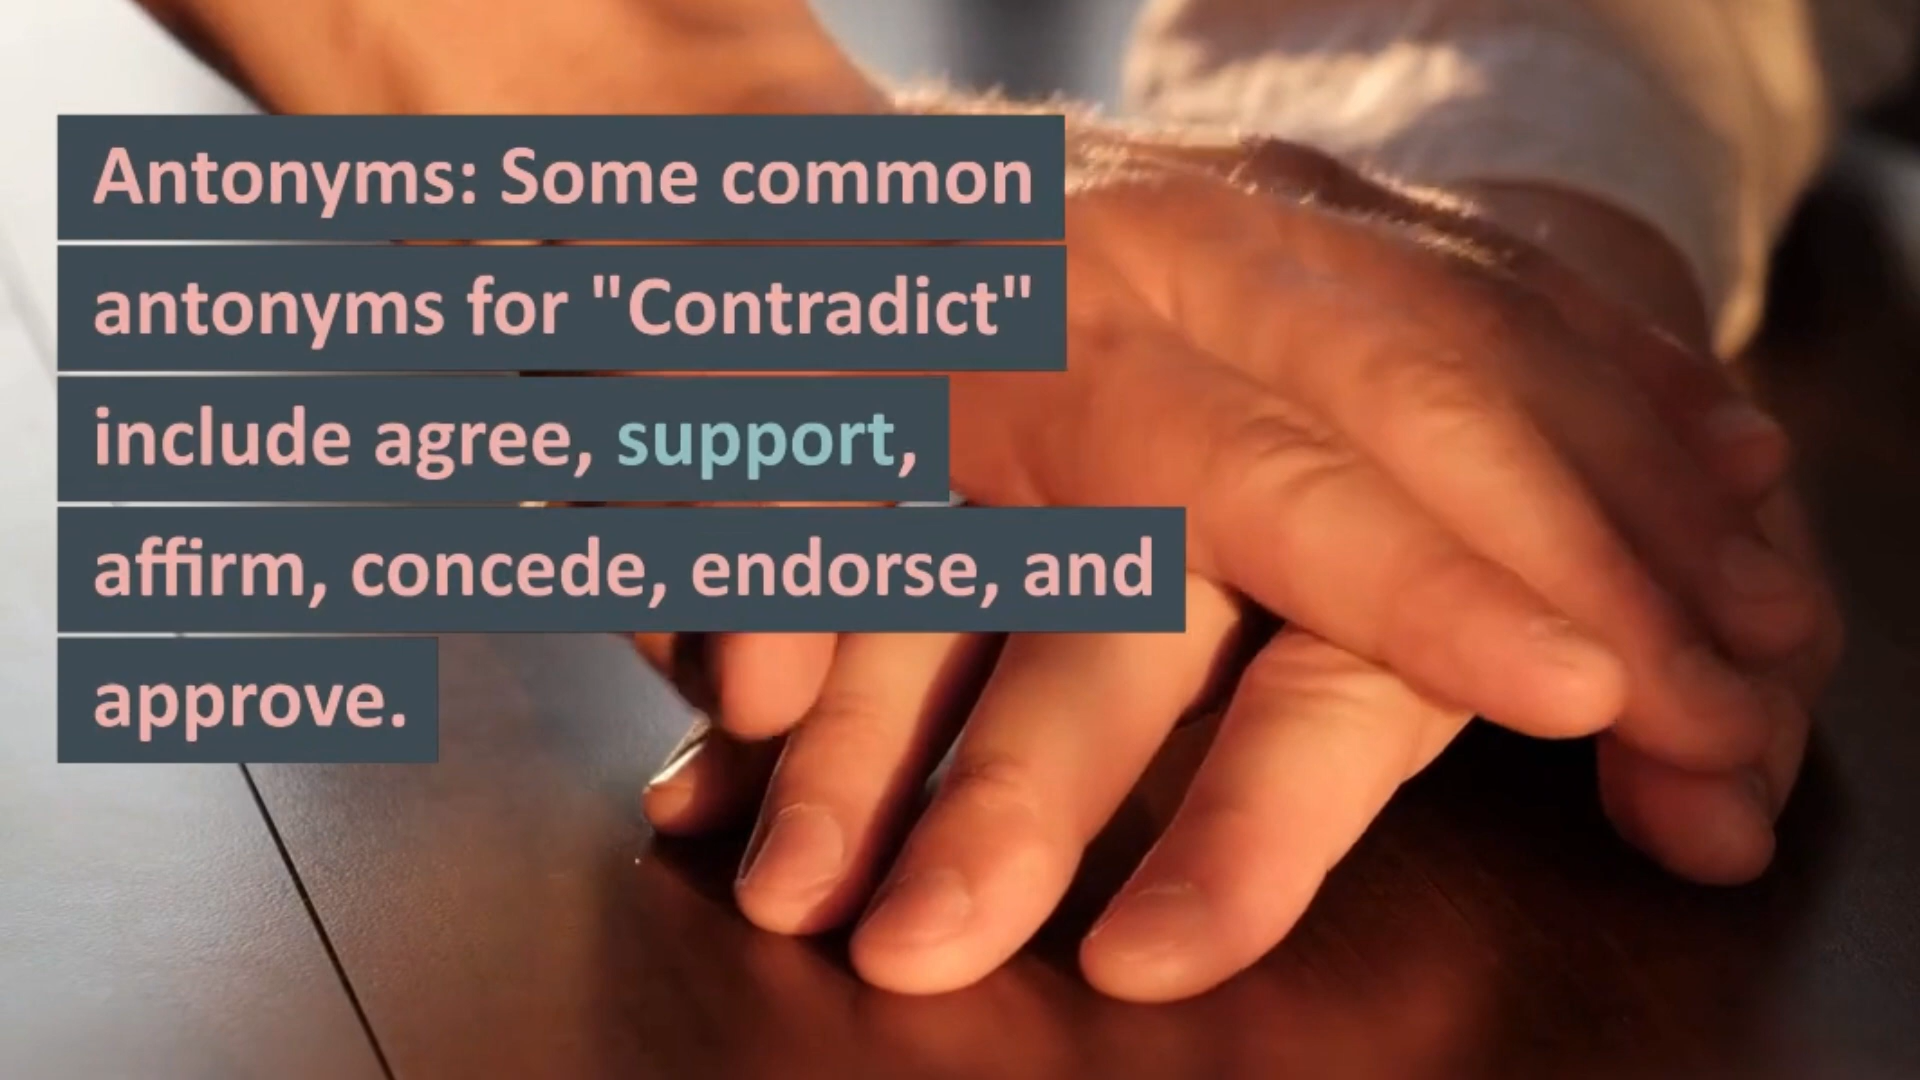 Antonyms: Some common
antonyms for "Contradict"
include agree, support,
affirm, concede, endorse, and
approve.